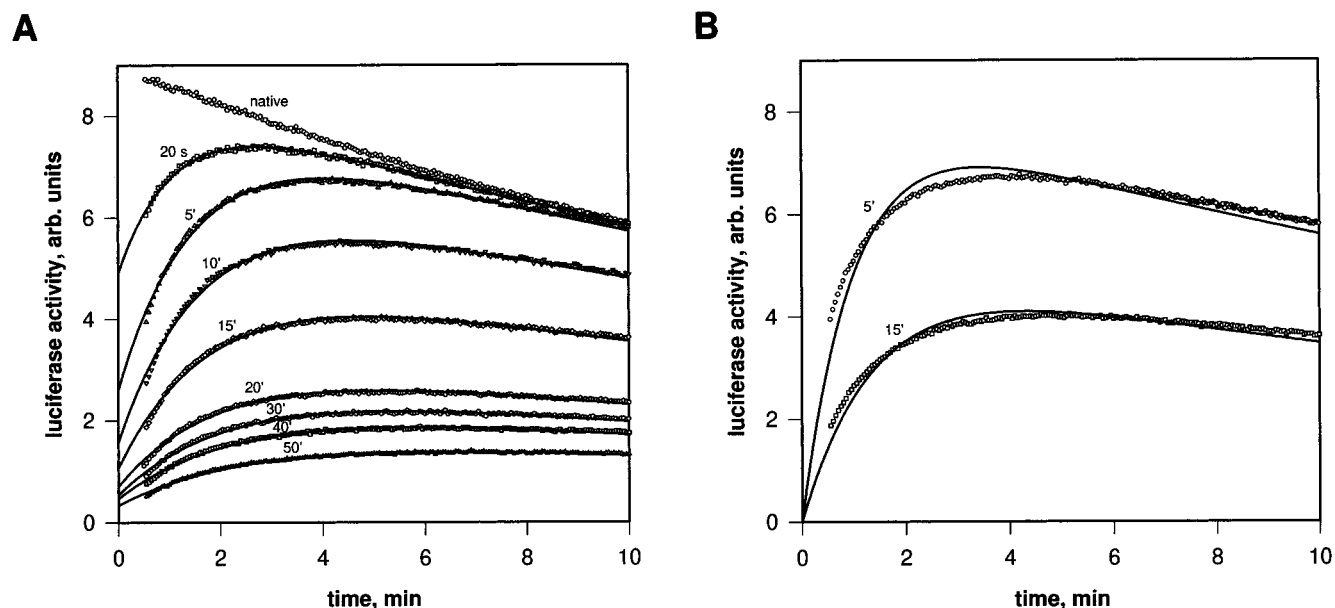 A
luciferase activity, arb. units
8
6
4
2
0
native
20 s
5'
10'
15'
20'
30'
40'
50'
0 2 4 6 8 10
time, min
B
luciferase activity, arb. units
8
6
4
2
0
5'
15'
0 2 4 6 8 10
time, min